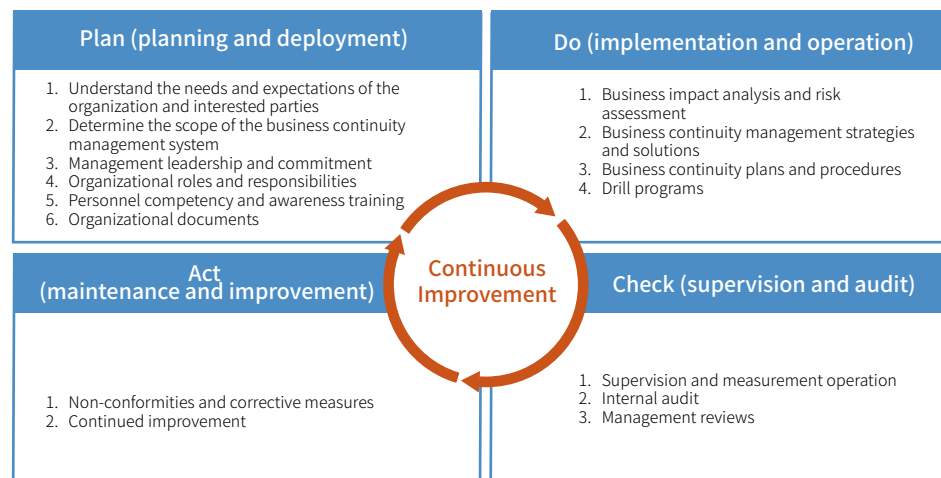 Plan (planning and deployment)
1. Understand the needs and expectations of the
organization and interested parties
2. Determine the scope of the business continuity
management system
3. Management leadership and commitment
4. Organizational roles and responsibilities
5. Personnel competency and awareness training
6. Organizational documents
Do (implementation and operation)
1. Business impact analysis and risk
assessment
2. Business continuity management strategies
and solutions
3. Business continuity plans and procedures
4. Drill programs
Continuous
Improvement
Act
(maintenance and improvement)
1. Non-conformities and corrective measures
2. Continued improvement
Check (supervision and audit)
1. Supervision and measurement operation
2. Internal audit
3. Management reviews